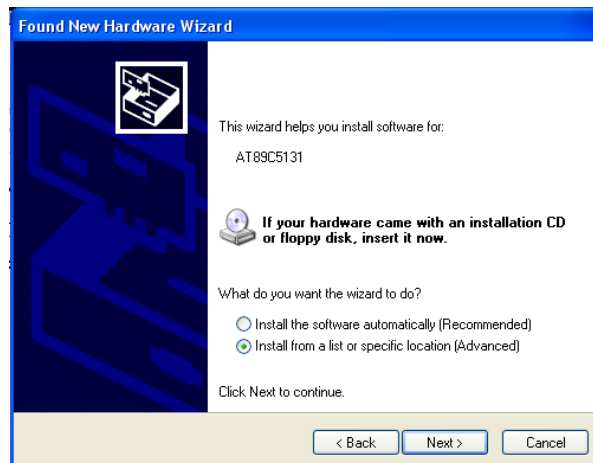 Found New Hardware Wizard
This wizard helps you install software for:
AT89C5131
If your hardware came with an installation CD
or floppy disk, insert it now.
What do you want the wizard to do?
Install the software automatically (Recommended)
Install from a list or specific location (Advanced)
Click Next to continue.
< Back
Next >
Cancel